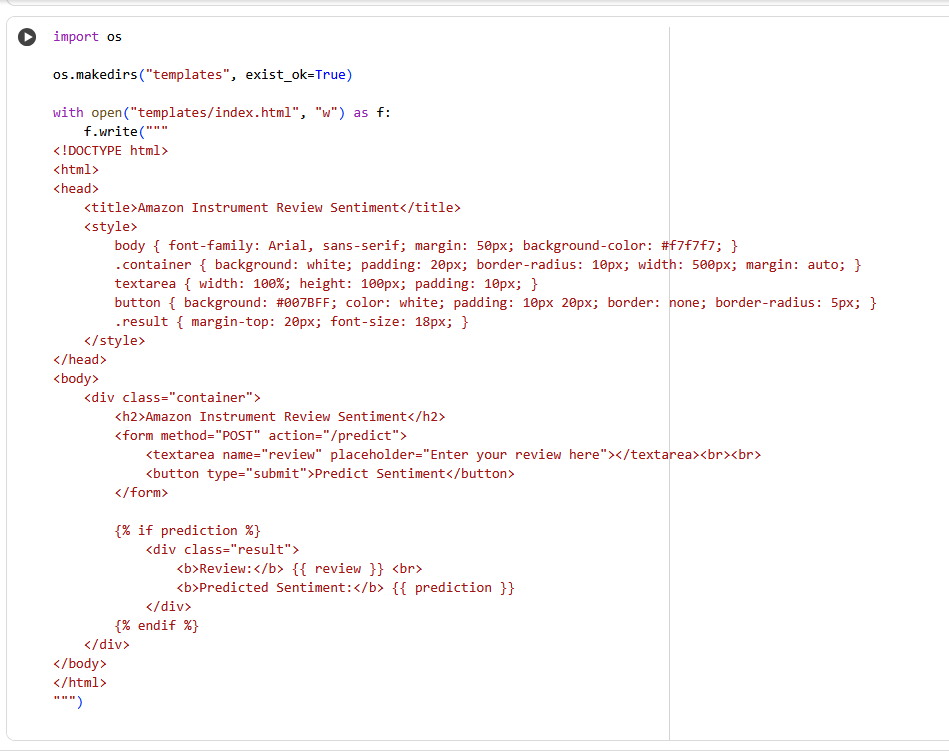 import os

os.makedirs("templates", exist_ok=True)

with open("templates/index.html", "w") as f:
    f.write("""
<!DOCTYPE html>
<html>
<head>
    <title>Amazon Instrument Review Sentiment</title>
    <style>
        body { font-family: Arial, sans-serif; margin: 50px; background-color: #f7f7f7; }
        .container { background: white; padding: 20px; border-radius: 10px; width: 500px; margin: auto; }
        textarea { width: 100%; height: 100px; padding: 10px; }
        button { background: #007BFF; color: white; padding: 10px 20px; border: none; border-radius: 5px; }
        .result { margin-top: 20px; font-size: 18px; }
    </style>
</head>
<body>
    <div class="container">
        <h2>Amazon Instrument Review Sentiment</h2>
        <form method="POST" action="/predict">
            <textarea name="review" placeholder="Enter your review here"></textarea><br><br>
            <button type="submit">Predict Sentiment</button>
        </form>

        {% if prediction %}
            <div class="result">
                <b>Review:</b> {{ review }} <br>
                <b>Predicted Sentiment:</b> {{ prediction }}
            </div>
        {% endif %}
    </div>
</body>
</html>
""")